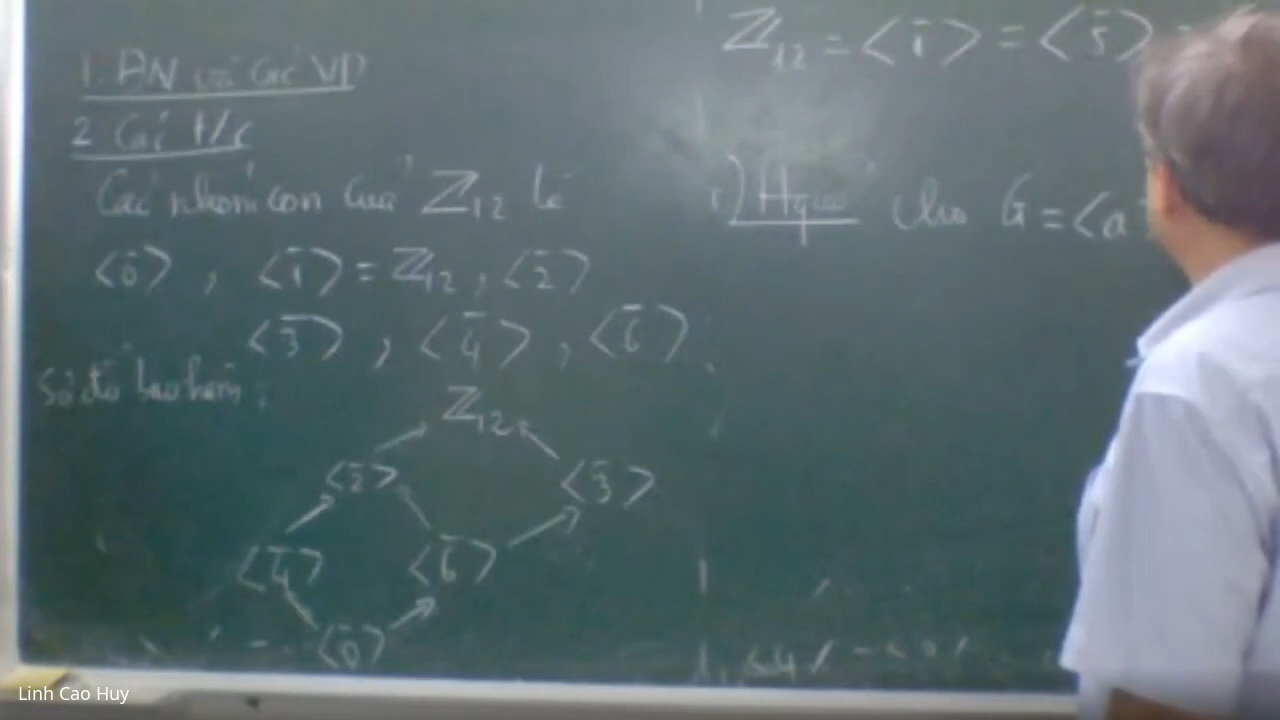 1. ĐN và các VD
2 Các t/c
Các nhóm con của Z₁₂ là
<0̄> , <1̄> = Z₁₂ , <2̄>
<3̄> , <4̄> , <6̄>
Sơ đồ bao hàm :
Z₁₂
<2̄> <3̄>
<4̄> <6̄>
<0̄>
Z₁₂ = <1̄> = <5̄> =
Hquả Cho G = <a
Linh Cao Huy